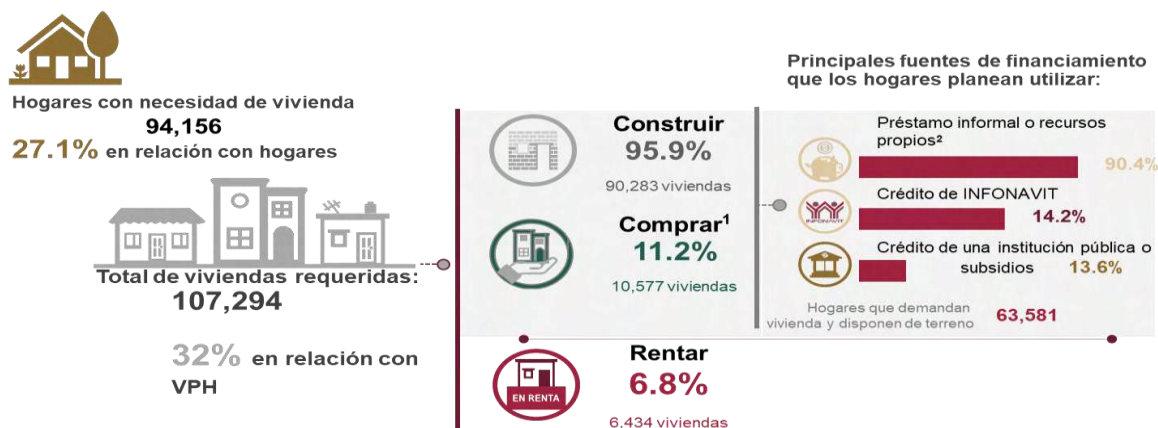 Hogares con necesidad de vivienda
94,156
27.1% en relación con hogares
Total de viviendas requeridas:
107,294
32% en relación con
VPH
Construir
95.9%
90,283 viviendas
Comprar¹
11.2%
10,577 viviendas
EN RENTA
Rentar
6.8%
6,434 viviendas
Principales fuentes de financiamiento
que los hogares planean utilizar:
Préstamo informal o recursos
propios²
90.4%
INFONAVIT
Crédito de INFONAVIT
14.2%
Crédito de una institución pública o
subsidios 13.6%
Hogares que demandan
vivienda y disponen de terreno 63,581